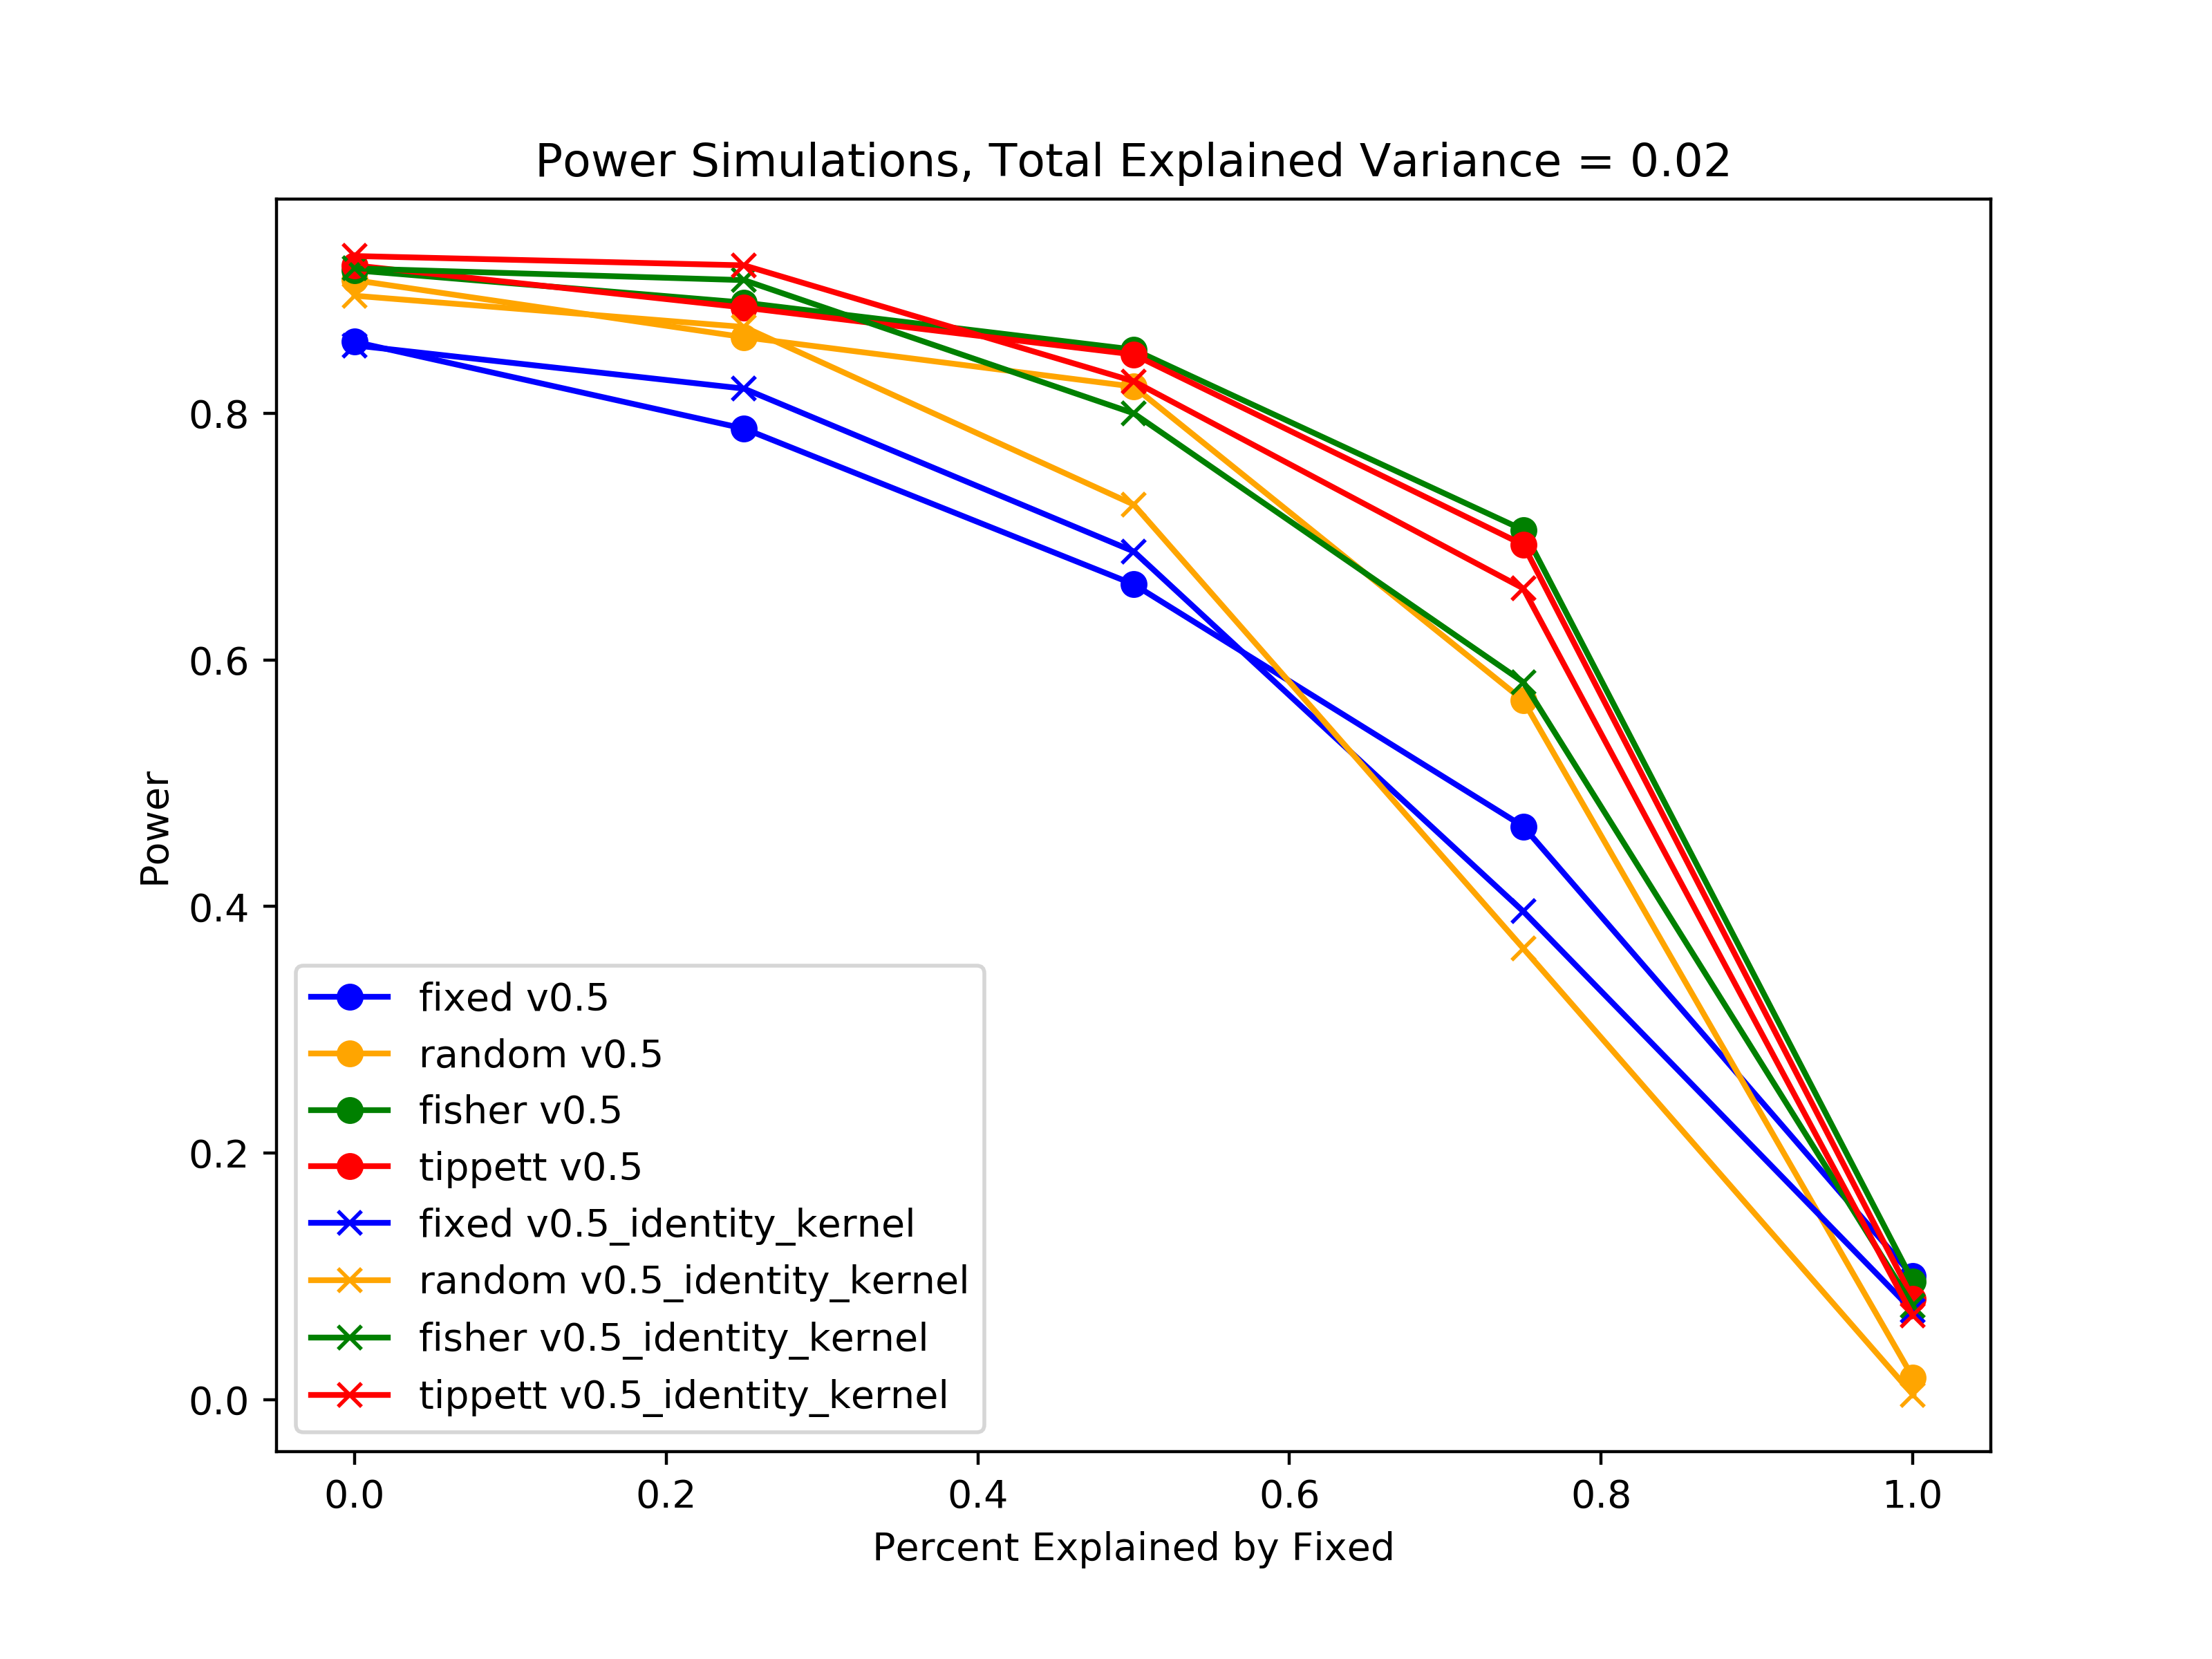 Power Simulations, Total Explained Variance = 0.02
Power
0.8
0.6
0.4
0.2
0.0
fixed v0.5
random v0.5
fisher v0.5
tippett v0.5
fixed v0.5_identity_kernel
random v0.5_identity_kernel
fisher v0.5_identity_kernel
tippett v0.5_identity_kernel
0.0 0.2 0.4 0.6 0.8 1.0
Percent Explained by Fixed